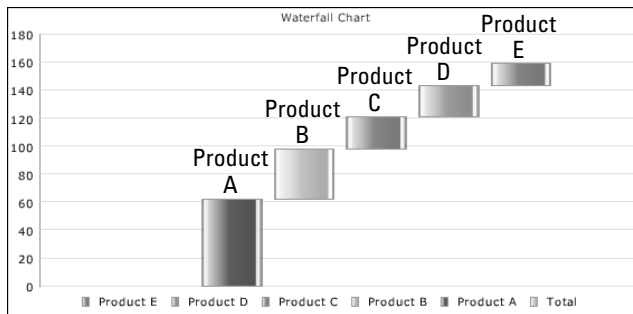 Waterfall Chart
180
160
140
120
100
80
60
40
20
0
Product
A
Product
B
Product
C
Product
D
Product
E
Product E Product D Product C Product B Product A Total